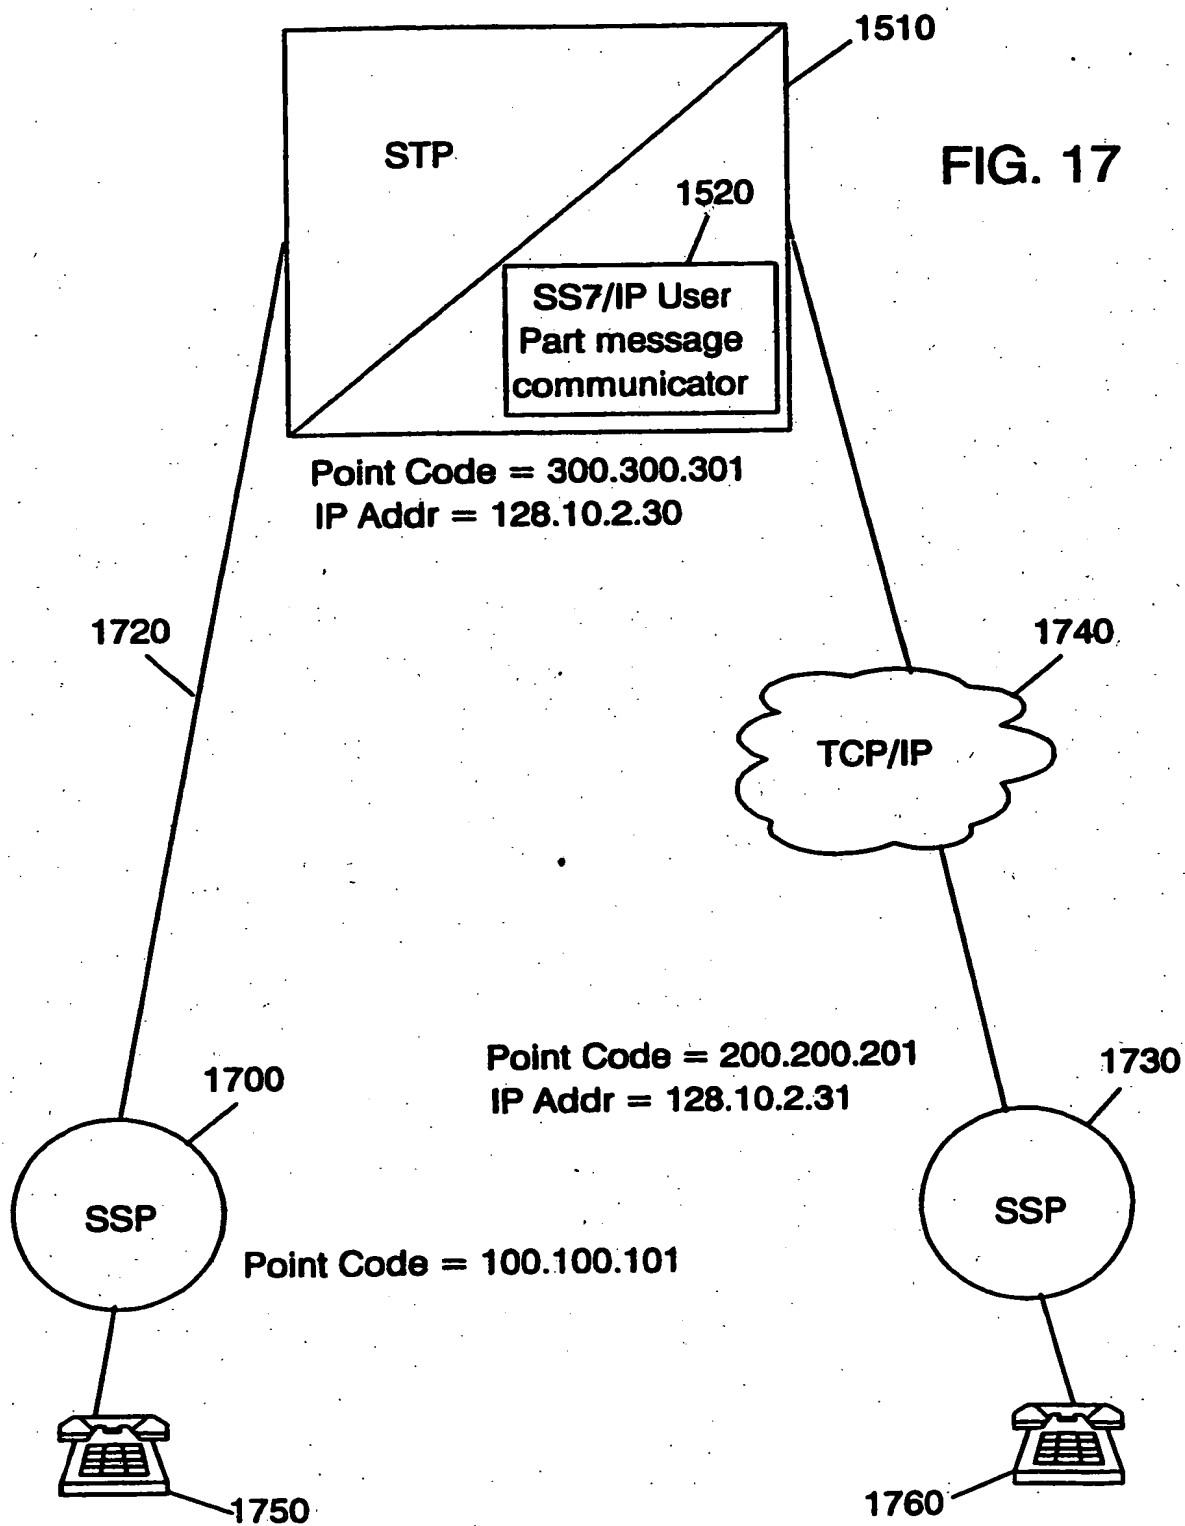 1510
FIG. 17
STP
1520
SS7/IP User
Part message
communicator
Point Code = 300.300.301
IP Addr = 128.10.2.30
1720
1740
TCP/IP
Point Code = 200.200.201
IP Addr = 128.10.2.31
1730
1700
SSP
SSP
Point Code = 100.100.101
1750
1760